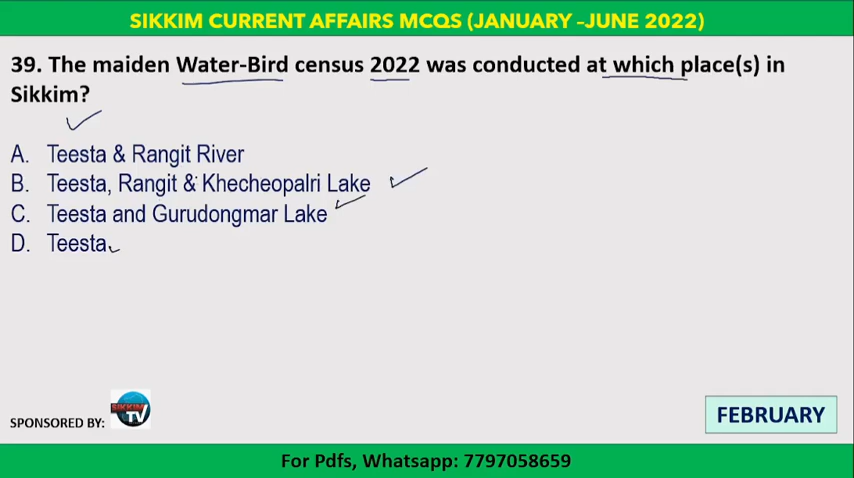 SIKKIM CURRENT AFFAIRS MCQS (JANUARY –JUNE 2022)
39. The maiden Water-Bird census 2022 was conducted at which place(s) in
Sikkim?
A. Teesta & Rangit River
B. Teesta, Rangit & Khecheopalri Lake
C. Teesta and Gurudongmar Lake
D. Teesta
SPONSORED BY:
SIKKIM
TV
FEBRUARY
For Pdfs, Whatsapp: 7797058659